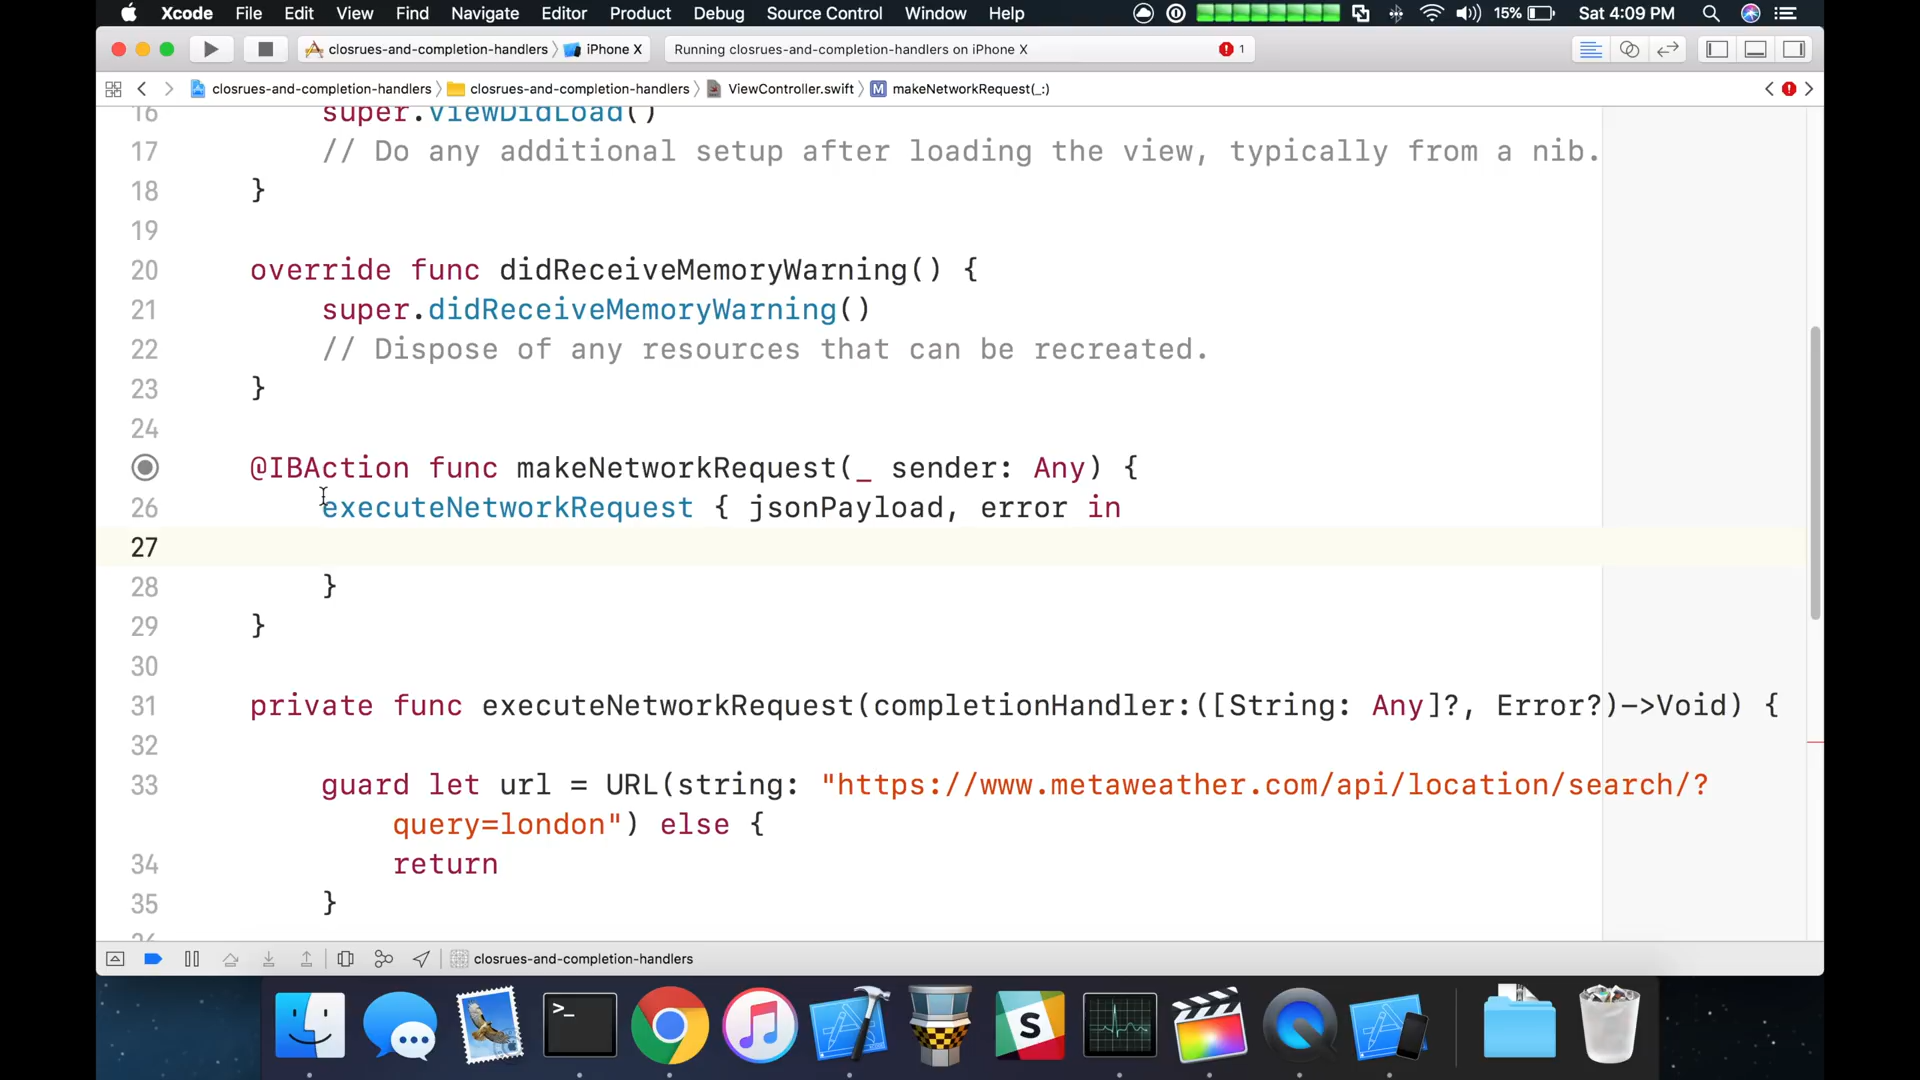 Xcode File Edit View Find Navigate Editor Product Debug Source Control Window Help 15% Sat 4:09 PM
closrues-and-completion-handlers iPhone X Running closrues-and-completion-handlers on iPhone X 1
closrues-and-completion-handlers closrues-and-completion-handlers ViewController.swift M makeNetworkRequest(_:)
16 super.viewDidLoad()
17 // Do any additional setup after loading the view, typically from a nib.
18 }
19
20 override func didReceiveMemoryWarning() {
21 super.didReceiveMemoryWarning()
22 // Dispose of any resources that can be recreated.
23 }
24
@IBAction func makeNetworkRequest(_ sender: Any) {
26 executeNetworkRequest { jsonPayload, error in
27
28 }
29 }
30
31 private func executeNetworkRequest(completionHandler:([String: Any]?, Error?)->Void) {
32
33 guard let url = URL(string: "https://www.metaweather.com/api/location/search/?
query=london") else {
34 return
35 }
closrues-and-completion-handlers
>_
S